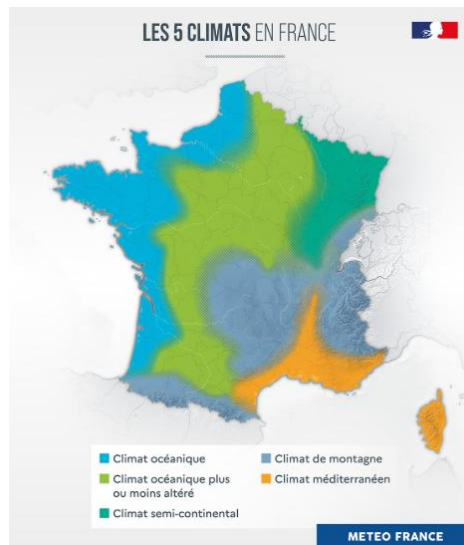 LES 5 CLIMATS EN FRANCE
Climat océanique
Climat océanique plus
ou moins altéré
Climat semi-continental
Climat de montagne
Climat méditerranéen
METEO FRANCE